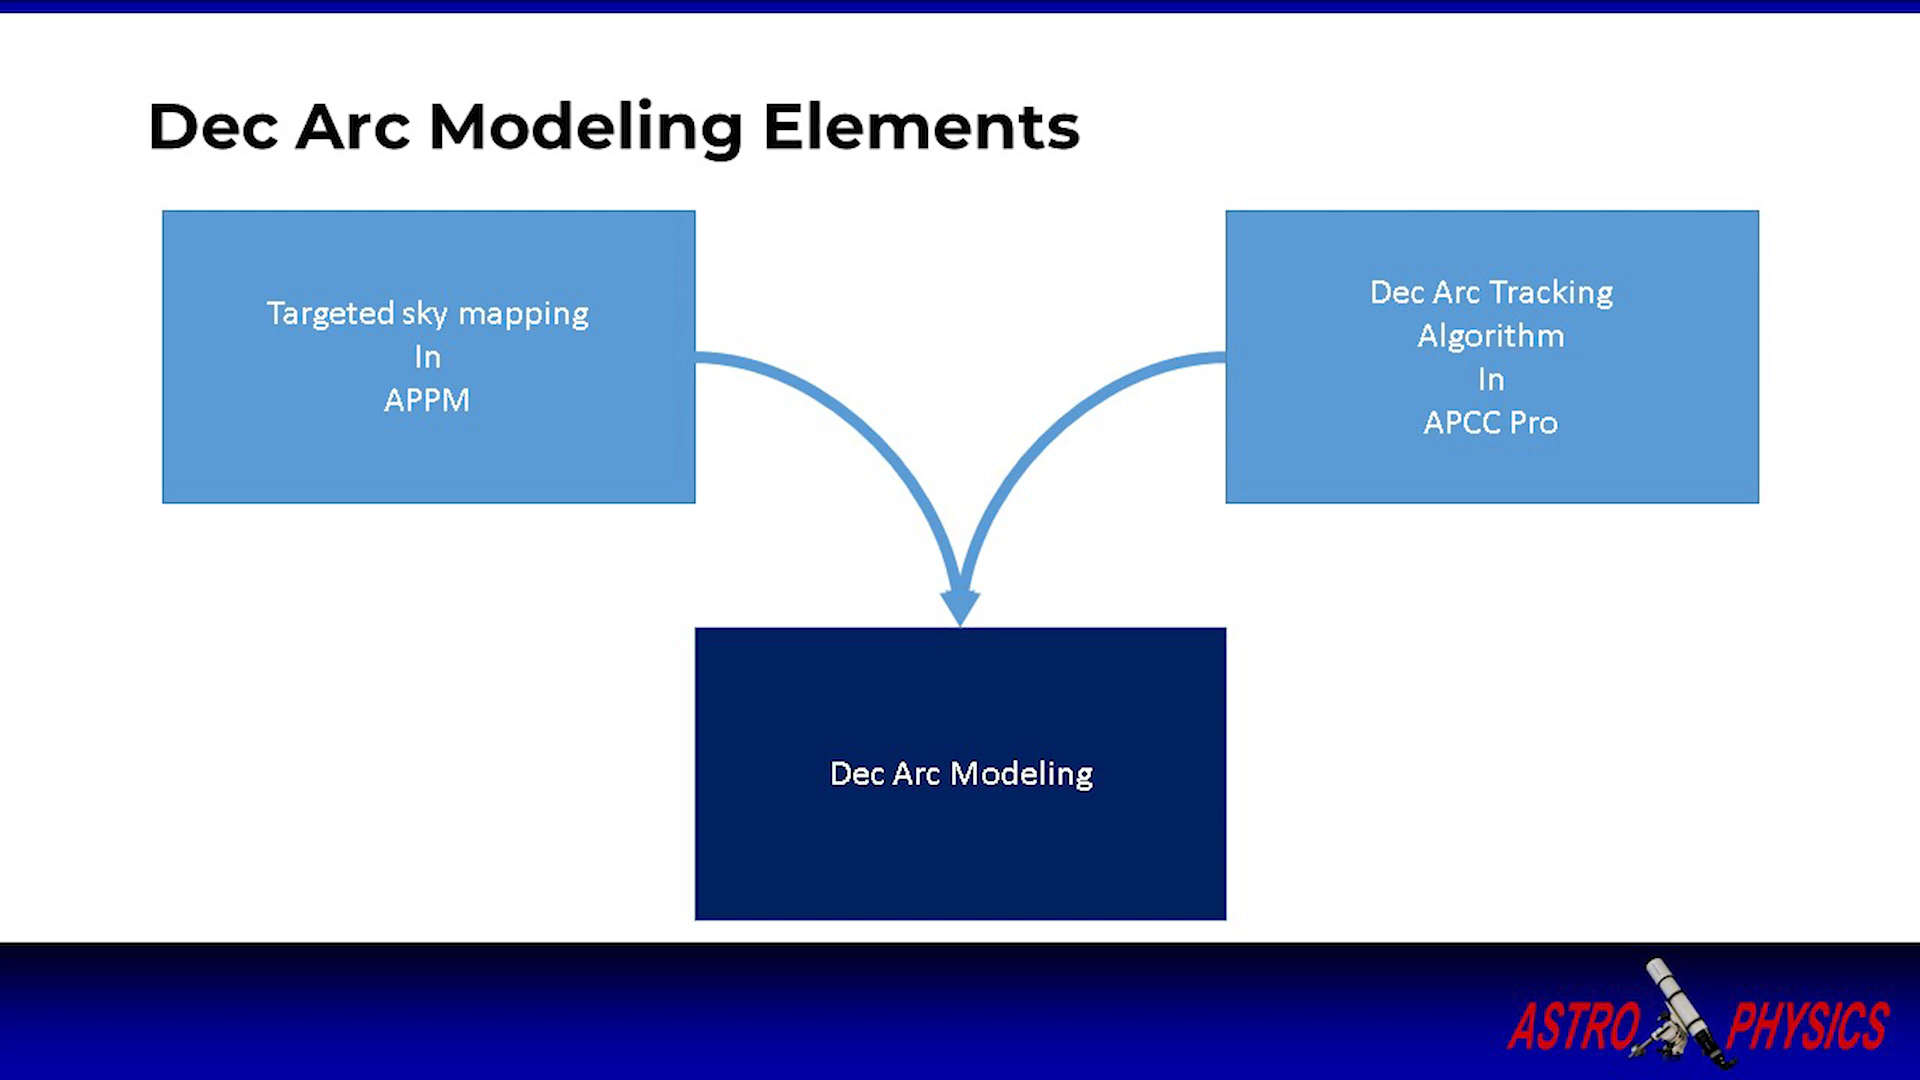 Dec Arc Modeling Elements
Targeted sky mapping
In
APPM
Dec Arc Tracking
Algorithm
In
APCC Pro
Dec Arc Modeling
ASTRO PHYSICS